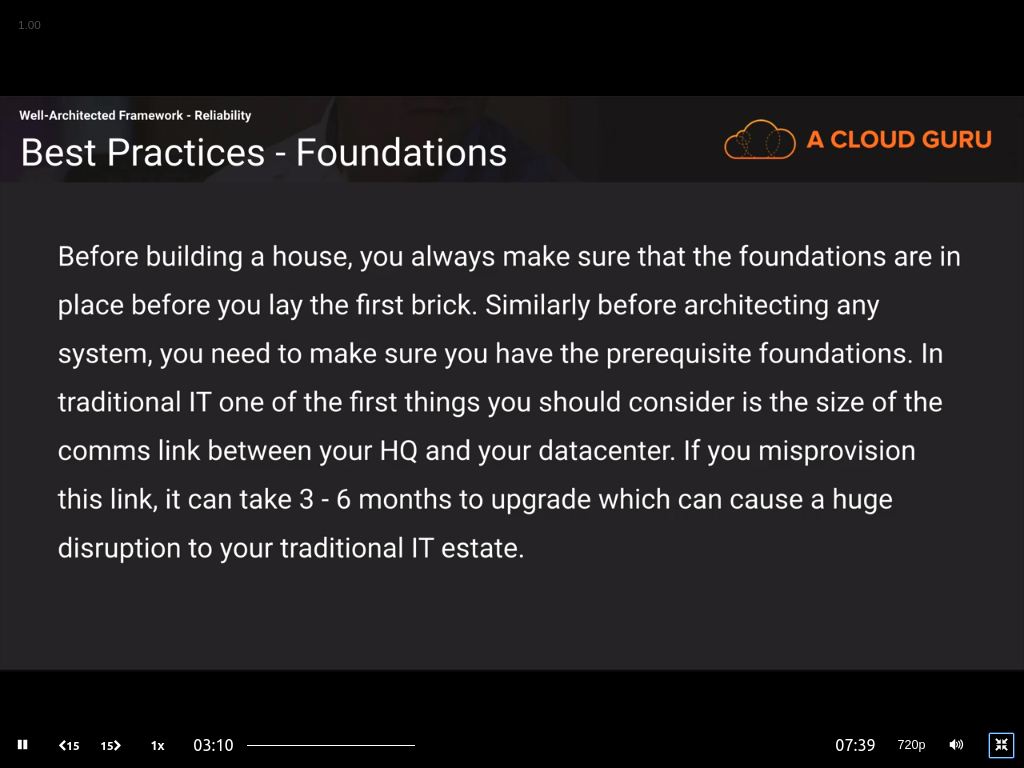 1.00
Well-Architected Framework - Reliability
Best Practices - Foundations
A CLOUD GURU
Before building a house, you always make sure that the foundations are in
place before you lay the first brick. Similarly before architecting any
system, you need to make sure you have the prerequisite foundations. In
traditional IT one of the first things you should consider is the size of the
comms link between your HQ and your datacenter. If you misprovision
this link, it can take 3 - 6 months to upgrade which can cause a huge
disruption to your traditional IT estate.
15 15 1x 03:10 07:39 720p